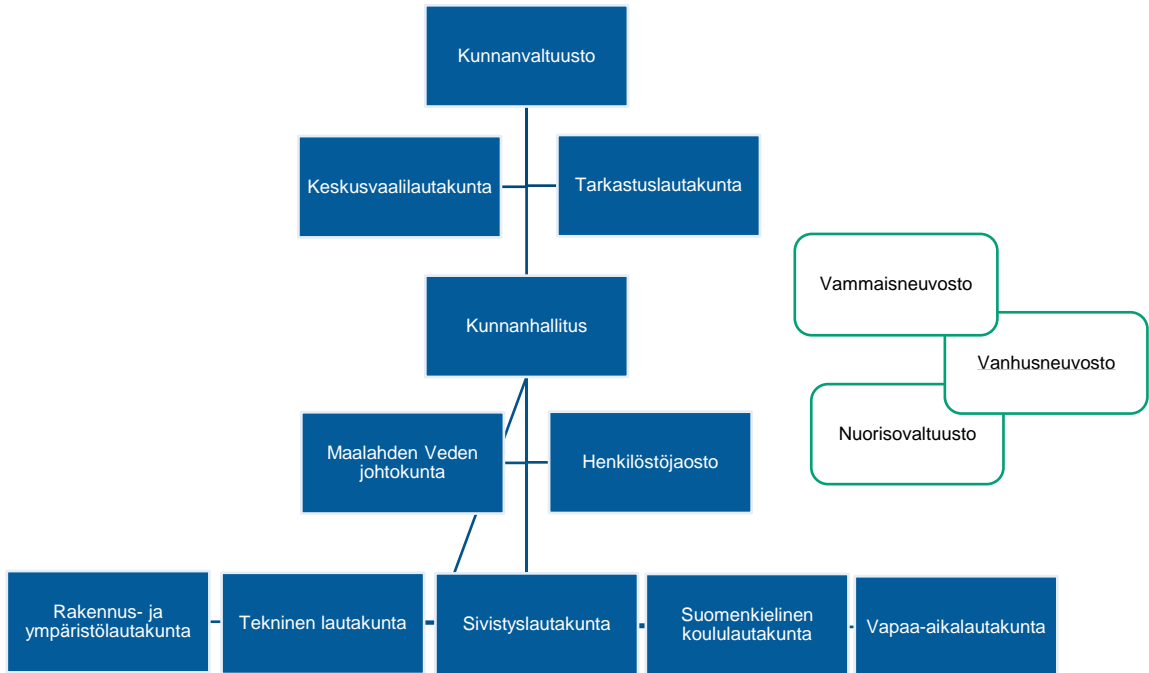 Kunnanvaltuusto
Keskusvaalilautakunta
Tarkastuslautakunta
Vammaisneuvosto
Kunnanhallitus
Vanhusneuvosto
Nuorisovaltuusto
Maalahden Veden
johtokunta
Henkilöstöjaosto
Rakennus- ja
ympäristölautakunta
Tekninen lautakunta
Sivistyslautakunta
Suomenkielinen
koululautakunta
Vapaa-aikalautakunta